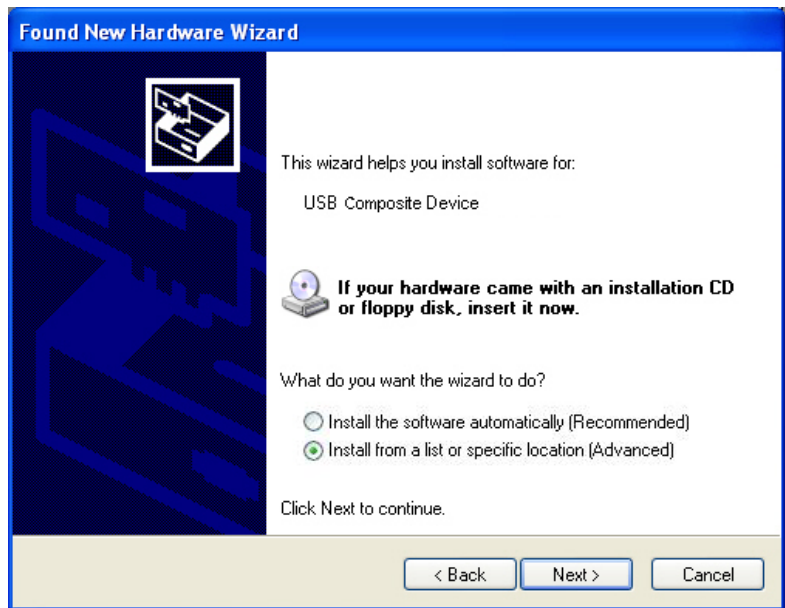 Found New Hardware Wizard
This wizard helps you install software for:
USB Composite Device
If your hardware came with an installation CD
or floppy disk, insert it now.
What do you want the wizard to do?
Install the software automatically (Recommended)
Install from a list or specific location (Advanced)
Click Next to continue.
< Back Next > Cancel